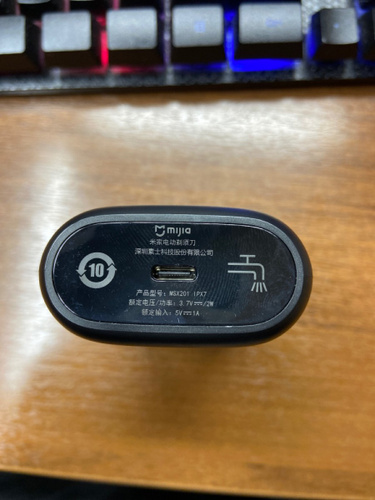 mijia
米家电动剃须刀
深圳素士科技股份有限公司
10
产品型号：MSX201 IPX7
额定电压/功率：3.7V⎓/2W
额定输入：5V⎓1A